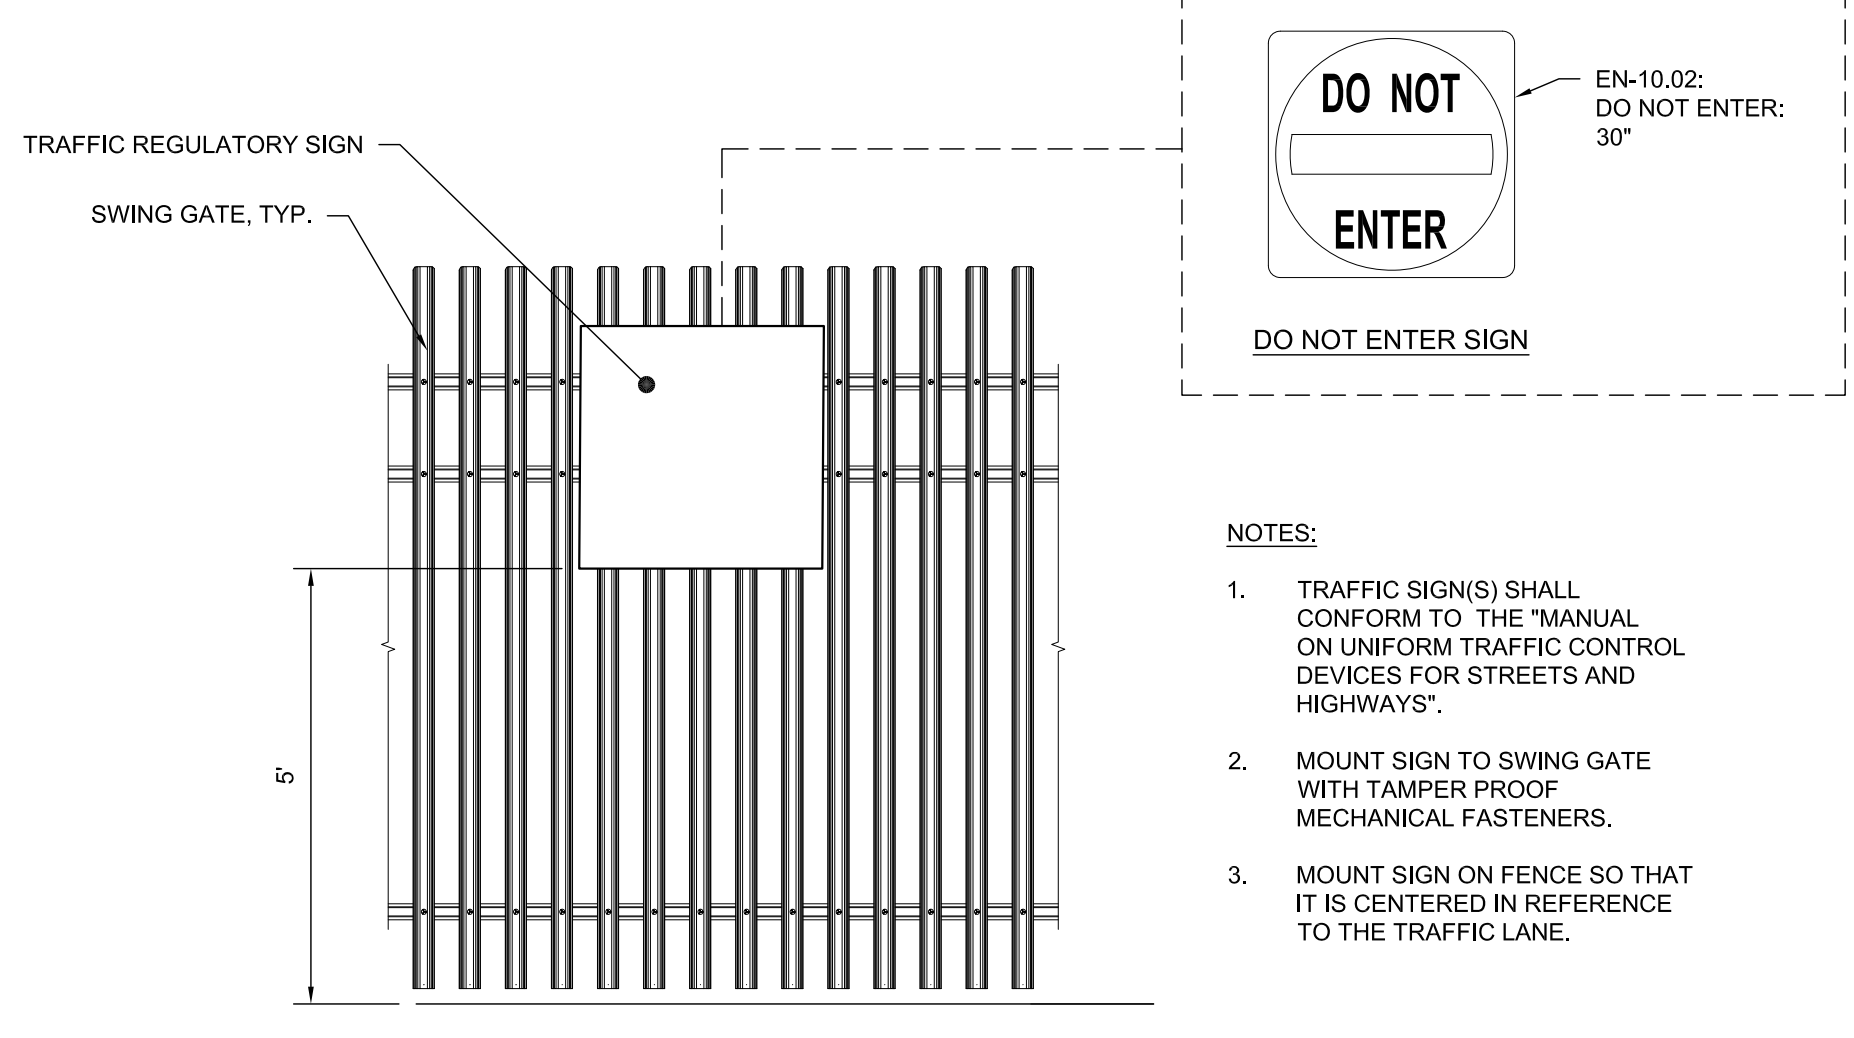 TRAFFIC REGULATORY SIGN
SWING GATE, TYP.
5'
DO NOT
ENTER
EN-10.02:
DO NOT ENTER:
30"
DO NOT ENTER SIGN
NOTES:
1. TRAFFIC SIGN(S) SHALL
CONFORM TO THE "MANUAL
ON UNIFORM TRAFFIC CONTROL
DEVICES FOR STREETS AND
HIGHWAYS".
2. MOUNT SIGN TO SWING GATE
WITH TAMPER PROOF
MECHANICAL FASTENERS.
3. MOUNT SIGN ON FENCE SO THAT
IT IS CENTERED IN REFERENCE
TO THE TRAFFIC LANE.